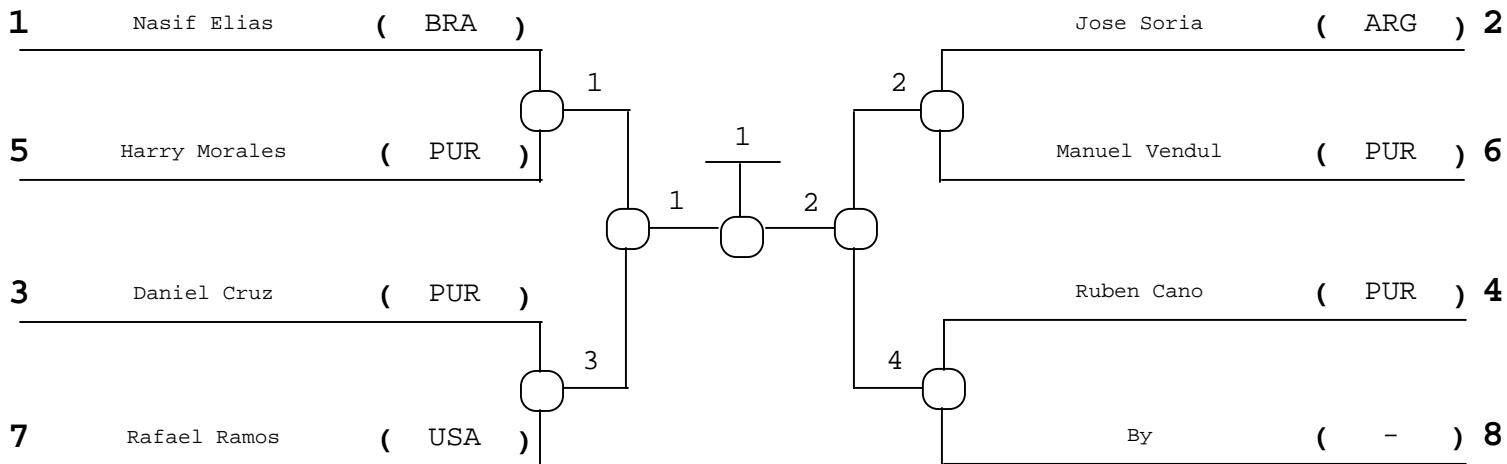 1 Nasif Elias ( BRA ) Jose Soria ( ARG ) 2
1 2
5 Harry Morales ( PUR ) 1 Manuel Vendul ( PUR ) 6
1 2
3 Daniel Cruz ( PUR ) Ruben Cano ( PUR ) 4
3 4
7 Rafael Ramos ( USA ) By ( - ) 8